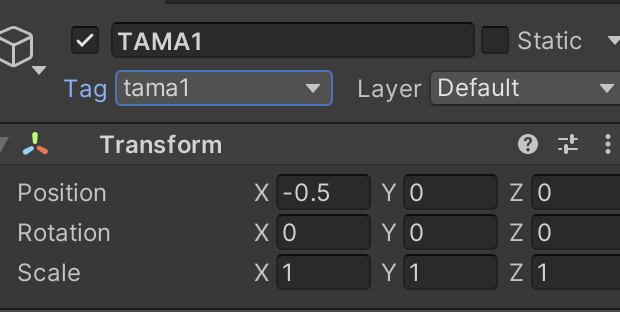 TAMA1 Static
Tag tama1 Layer Default
Transform
Position X -0.5 Y 0 Z 0
Rotation X 0 Y 0 Z 0
Scale X 1 Y 1 Z 1